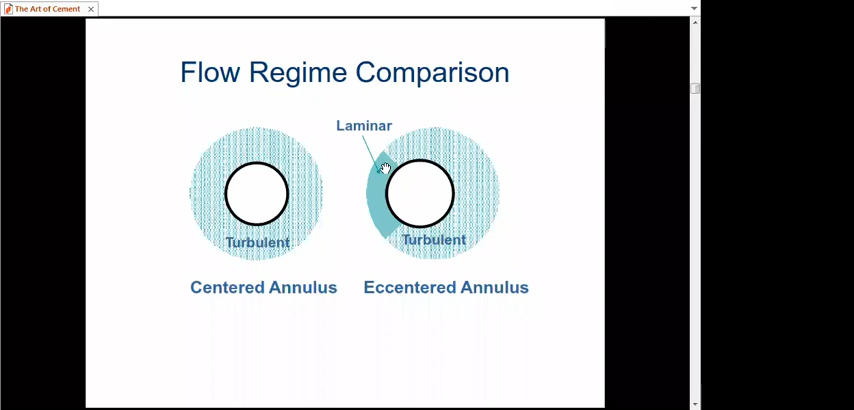 The Art of Cement
Flow Regime Comparison
Laminar
Turbulent
Turbulent
Centered Annulus
Eccentered Annulus